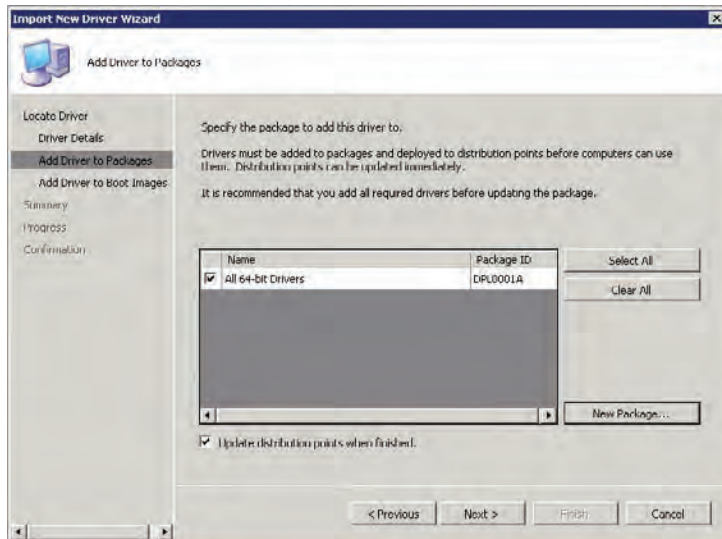 Import New Driver Wizard
Add Driver to Packages
Locate Driver
Driver Details
Add Driver to Packages
Add Driver to Boot Images
Summary
Progress
Confirmation
Specify the package to add this driver to.
Drivers must be added to packages and deployed to distribution points before computers can use
them. Distribution points can be updated immediately.
It is recommended that you add all required drivers before updating the package.
Name Package ID
All 64-bit Drivers DPL0001A
Select All
Clear All
New Package...
Update distribution points when finished.
< Previous Next > Finish Cancel